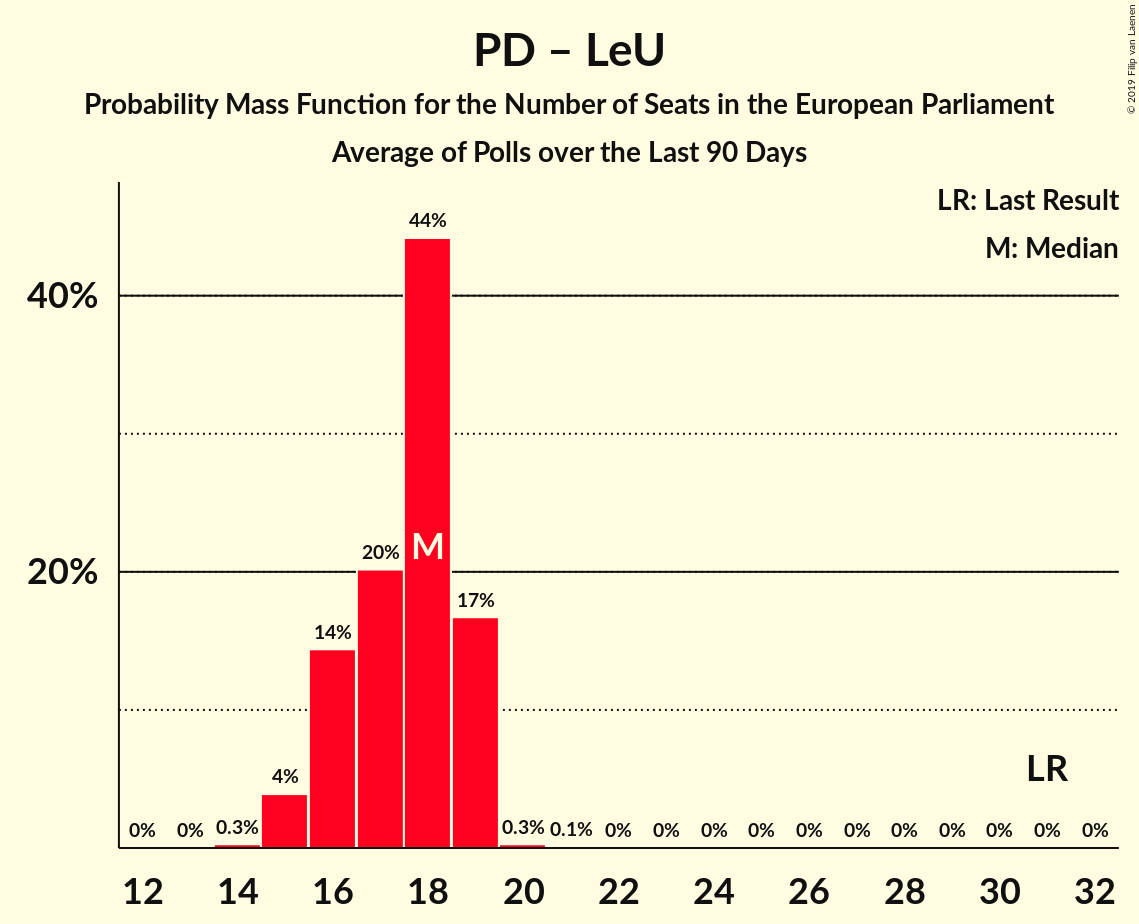 PD – LeU
Probability Mass Function for the Number of Seats in the European Parliament
Average of Polls over the Last 90 Days
© 2019 Filip van Laenen
LR: Last Result
M: Median
44%
40%
M
20%
20%
17%
14%
LR
4%
0% 0% 0.3% 0.3% 0.1% 0% 0% 0% 0% 0% 0% 0% 0% 0% 0% 0%
12 14 16 18 20 22 24 26 28 30 32